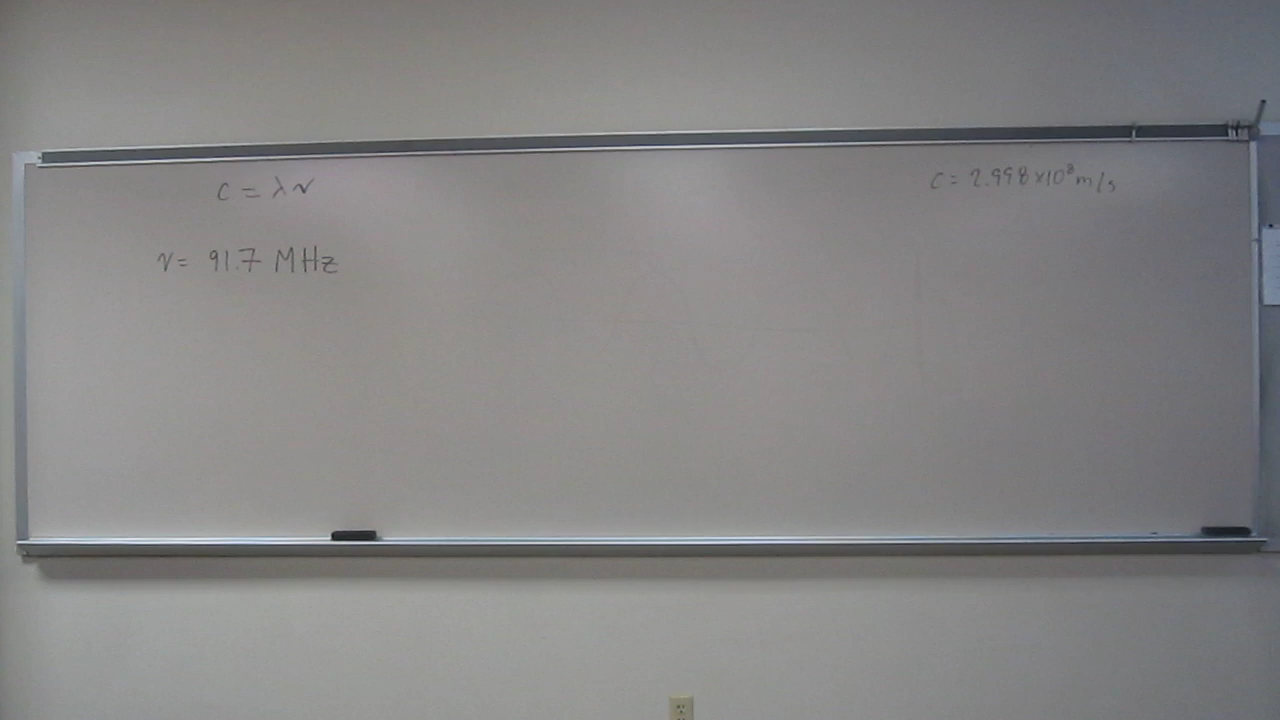 c = λν
c = 2.998×10⁸ m/s
ν = 91.7 MHz